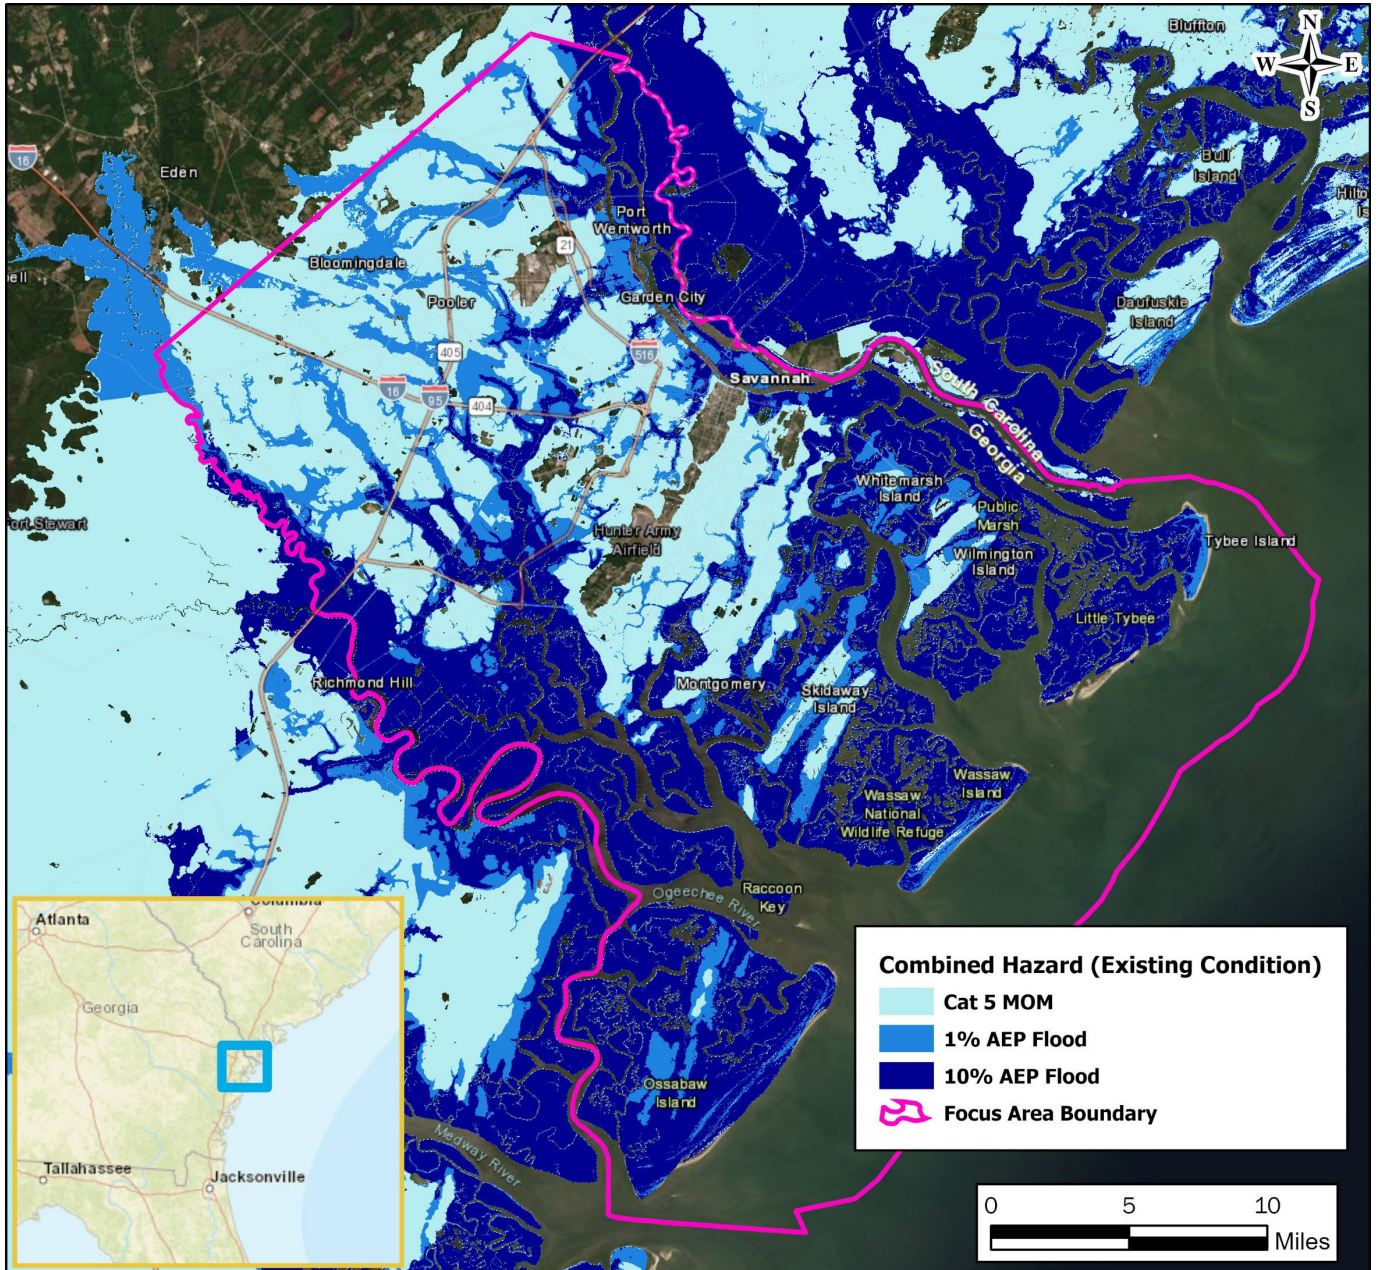 Bluffton
N
W
E
S
16
Eden
Bull
Island
Port
Wentworth
21
Bloomingdale
Pooler
Garden City
Daufuskie
Island
405
516
Savannah
South Carolina
Georgia
16
95
404
Whitemarsh
Island
Public
Marsh
Fort Stewart
Hunter Army
Airfield
Wilmington
Island
Tybee Island
Little Tybee
Richmond Hill
Montgomery
Skidaway
Island
Wassaw
Island
Wassaw
National
Wildlife Refuge
Raccoon
Key
Ogeechee River
Ossabaw
Island
Medway River
Atlanta
South
Carolina
Georgia
Tallahassee
Jacksonville
Combined Hazard (Existing Condition)
Cat 5 MOM
1% AEP Flood
10% AEP Flood
Focus Area Boundary
0 5 10
Miles